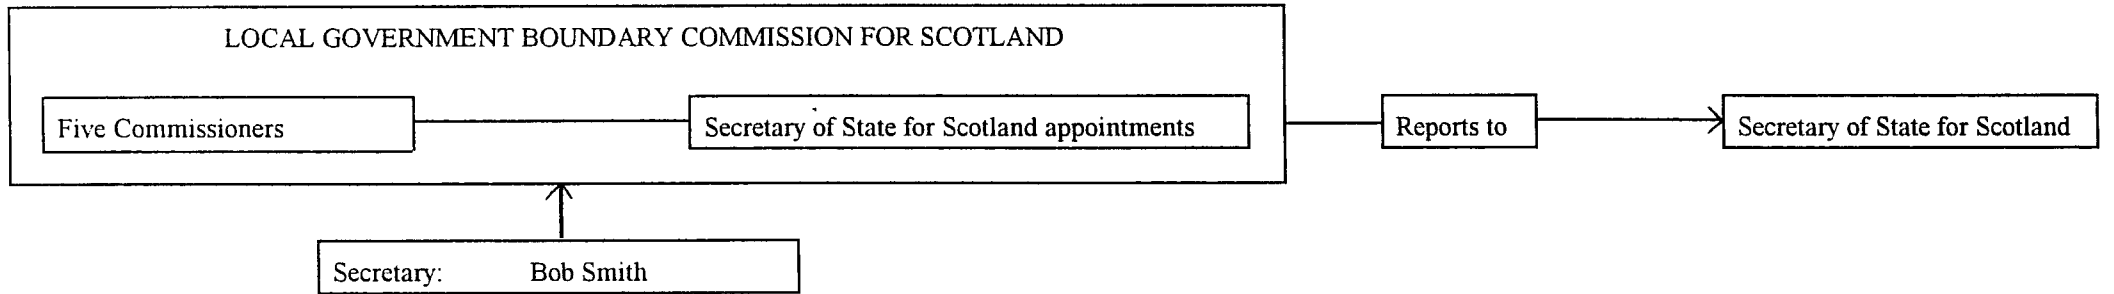 LOCAL GOVERNMENT BOUNDARY COMMISSION FOR SCOTLAND
Five Commissioners
Secretary of State for Scotland appointments
Reports to
Secretary of State for Scotland
Secretary: Bob Smith